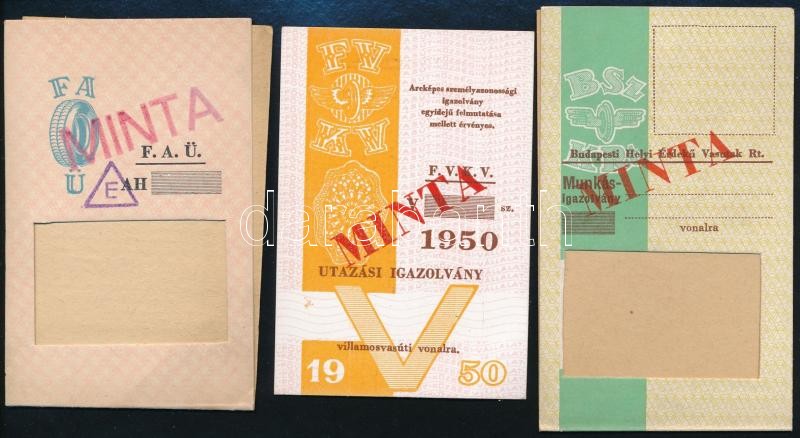 FA
Ü
MINTA
F. A. Ü.
E
AH
FV
KV
Arcképes személyazonossági
igazolvány
egyidejű felmutatása
mellett érvényes.
F. V. K. V.
V
sz.
MINTA
1950
UTAZÁSI IGAZOLVÁNY
V
villamosvasúti vonalra.
19 50
BSz
Budapesti Helyi Érdekű Vasutak Rt.
MINTA
Munkás-
Igazolvány
vonalra
BSz